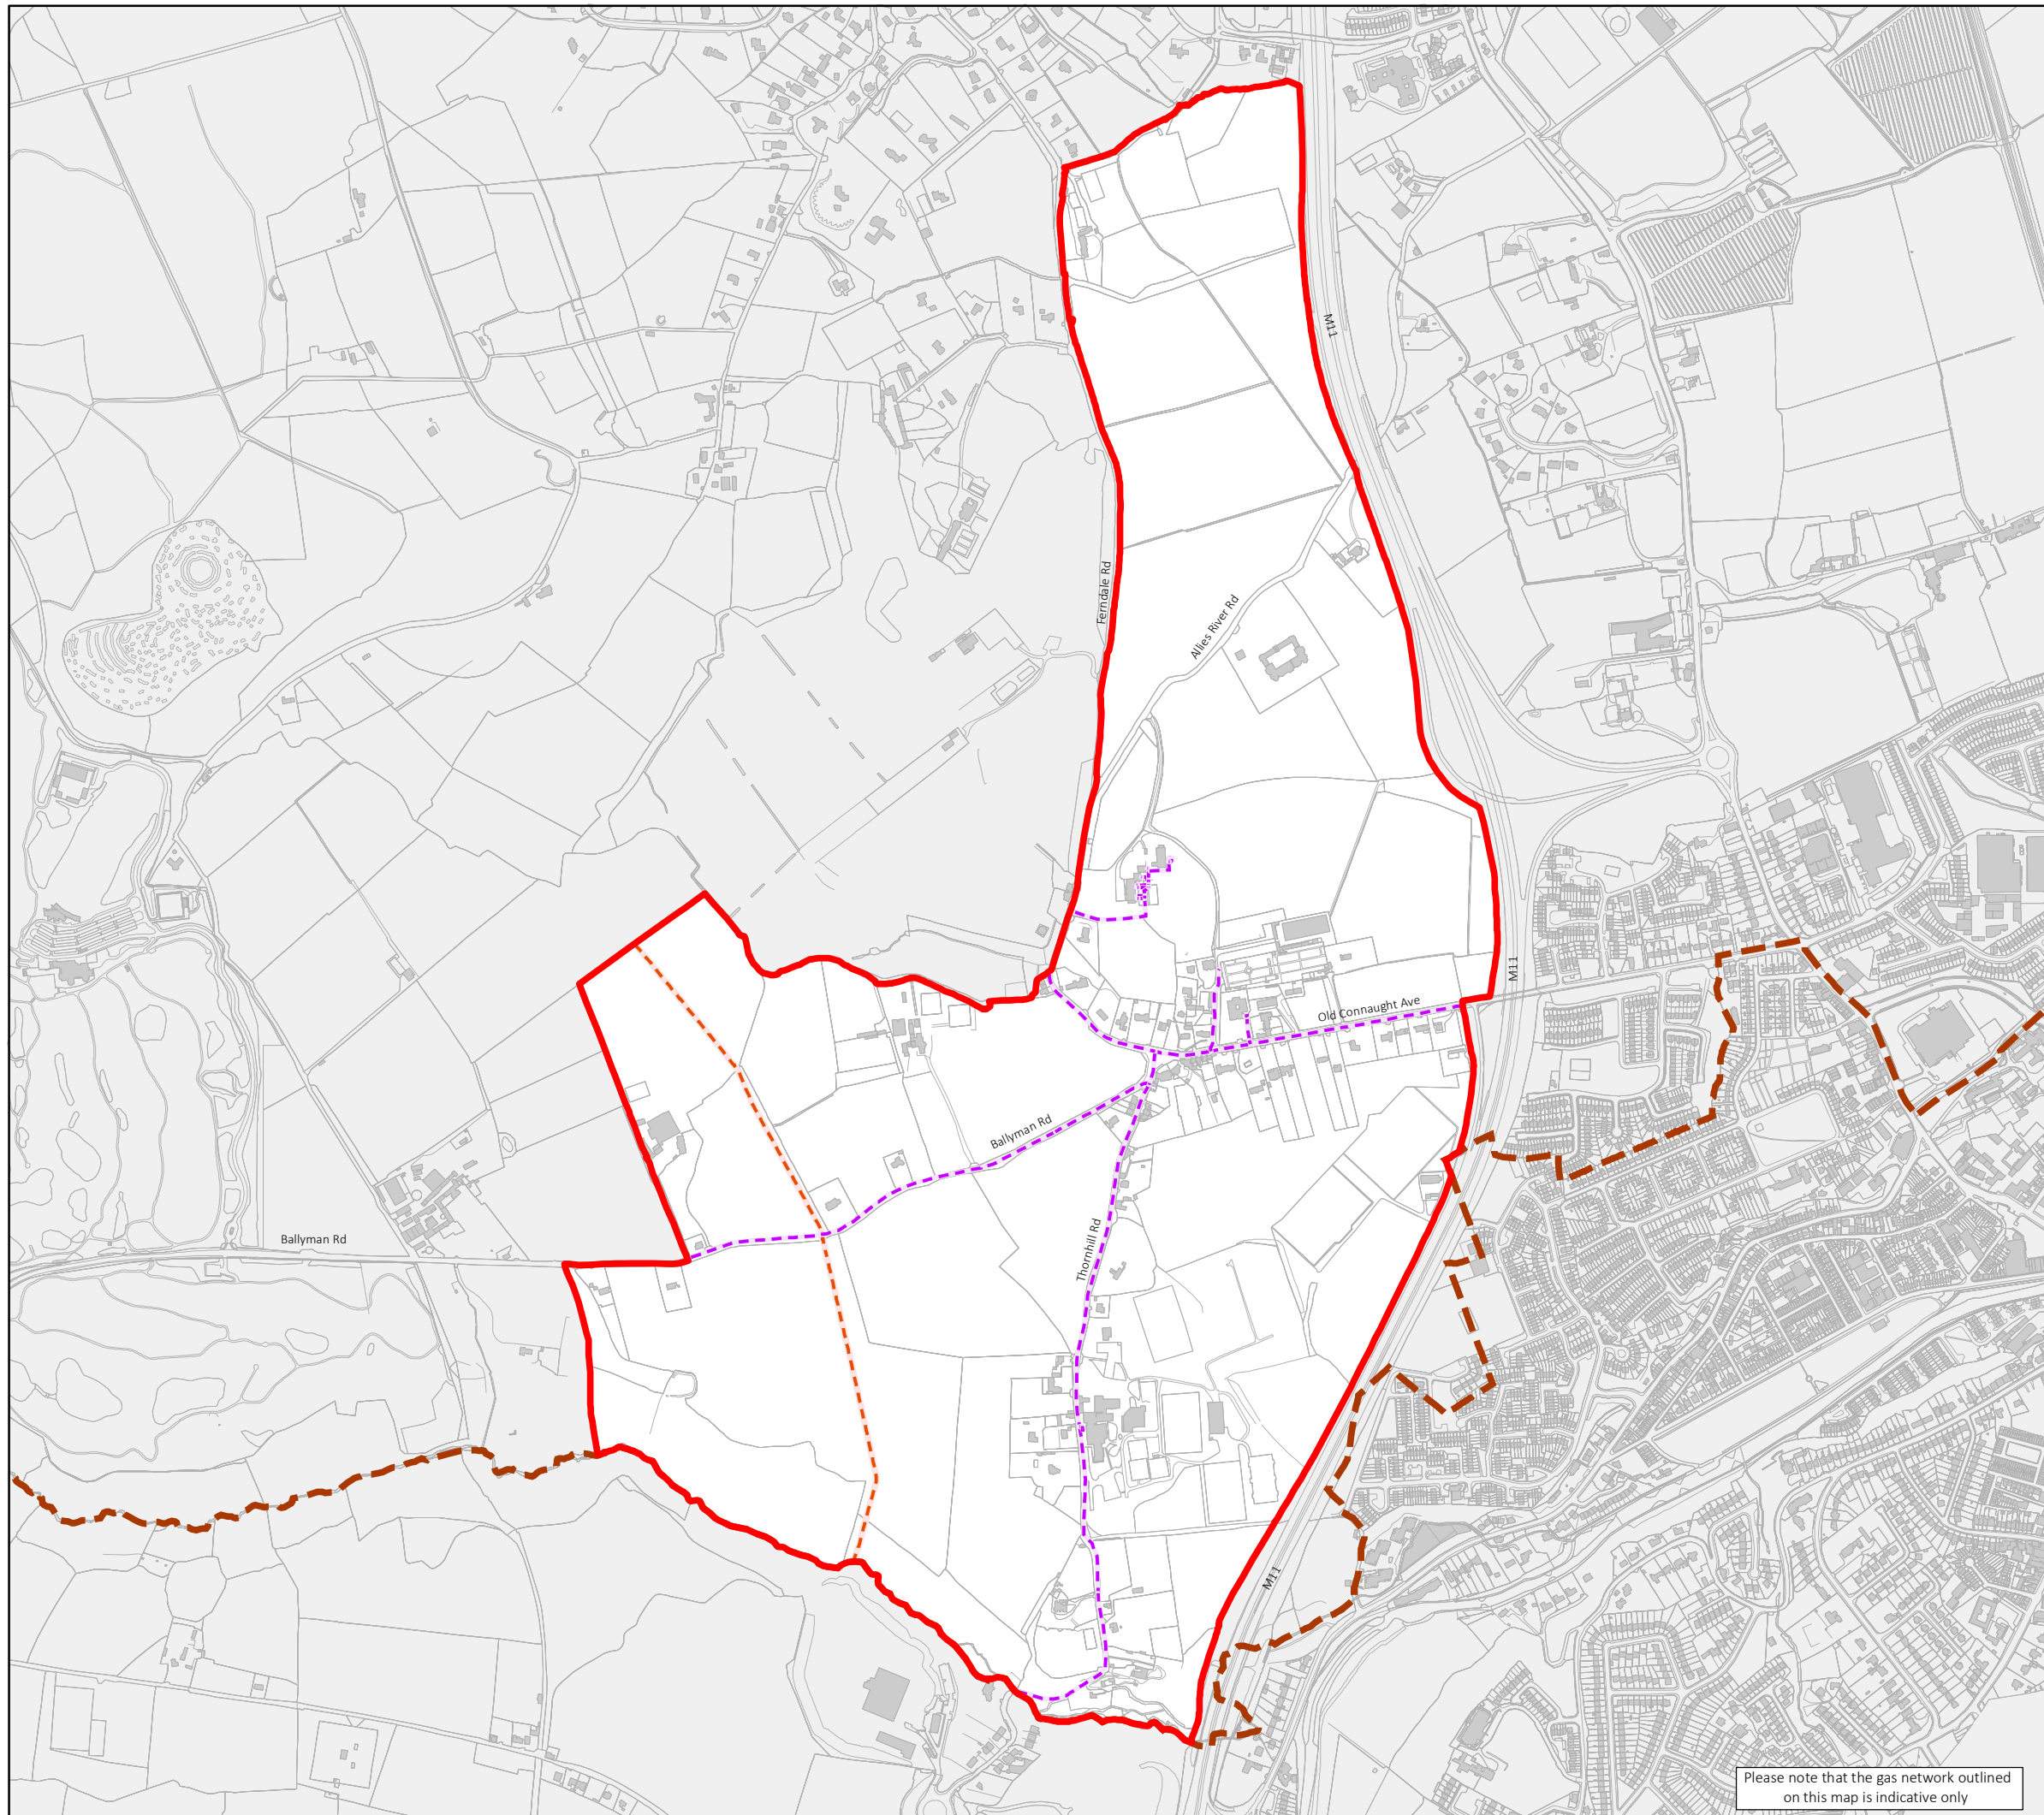 M11
Ferndale Rd
Allies River Rd
M11
Old Connaught Ave
Ballyman Rd
Thornhill Rd
Ballyman Rd
M11
Please note that the gas network outlined
on this map is indicative only